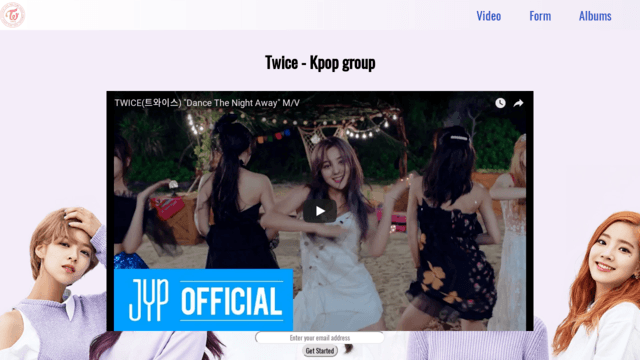 Video Form Albums
Twice - Kpop group
TWICE(트와이스) "Dance The Night Away" M/V
JYP OFFICIAL
Enter your email address
Get Started